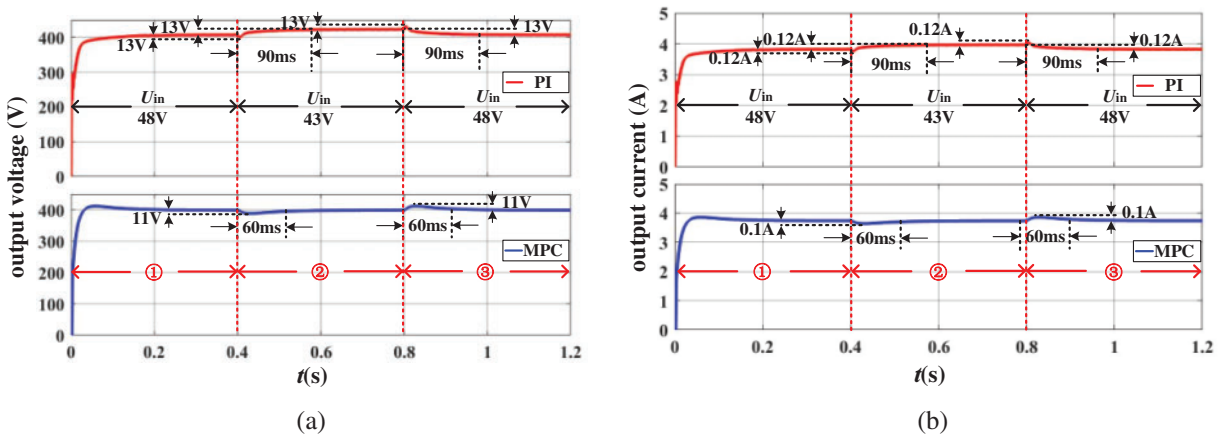 output voltage (V)
400
300
200
100
0
13V
13V
13V
13V
90ms
90ms
PI
Uin
48V
Uin
43V
Uin
48V
400
300
200
100
0
11V
11V
60ms
60ms
MPC
①
②
③
0
0.2
0.4
0.6
0.8
1
1.2
t(s)
(a)
output current (A)
5
4
3
2
1
0
0.12A
0.12A
0.12A
0.12A
90ms
90ms
PI
Uin
48V
Uin
43V
Uin
48V
5
4
3
2
1
0
0.1A
0.1A
60ms
60ms
MPC
①
②
③
0
0.2
0.4
0.6
0.8
1
1.2
t(s)
(b)